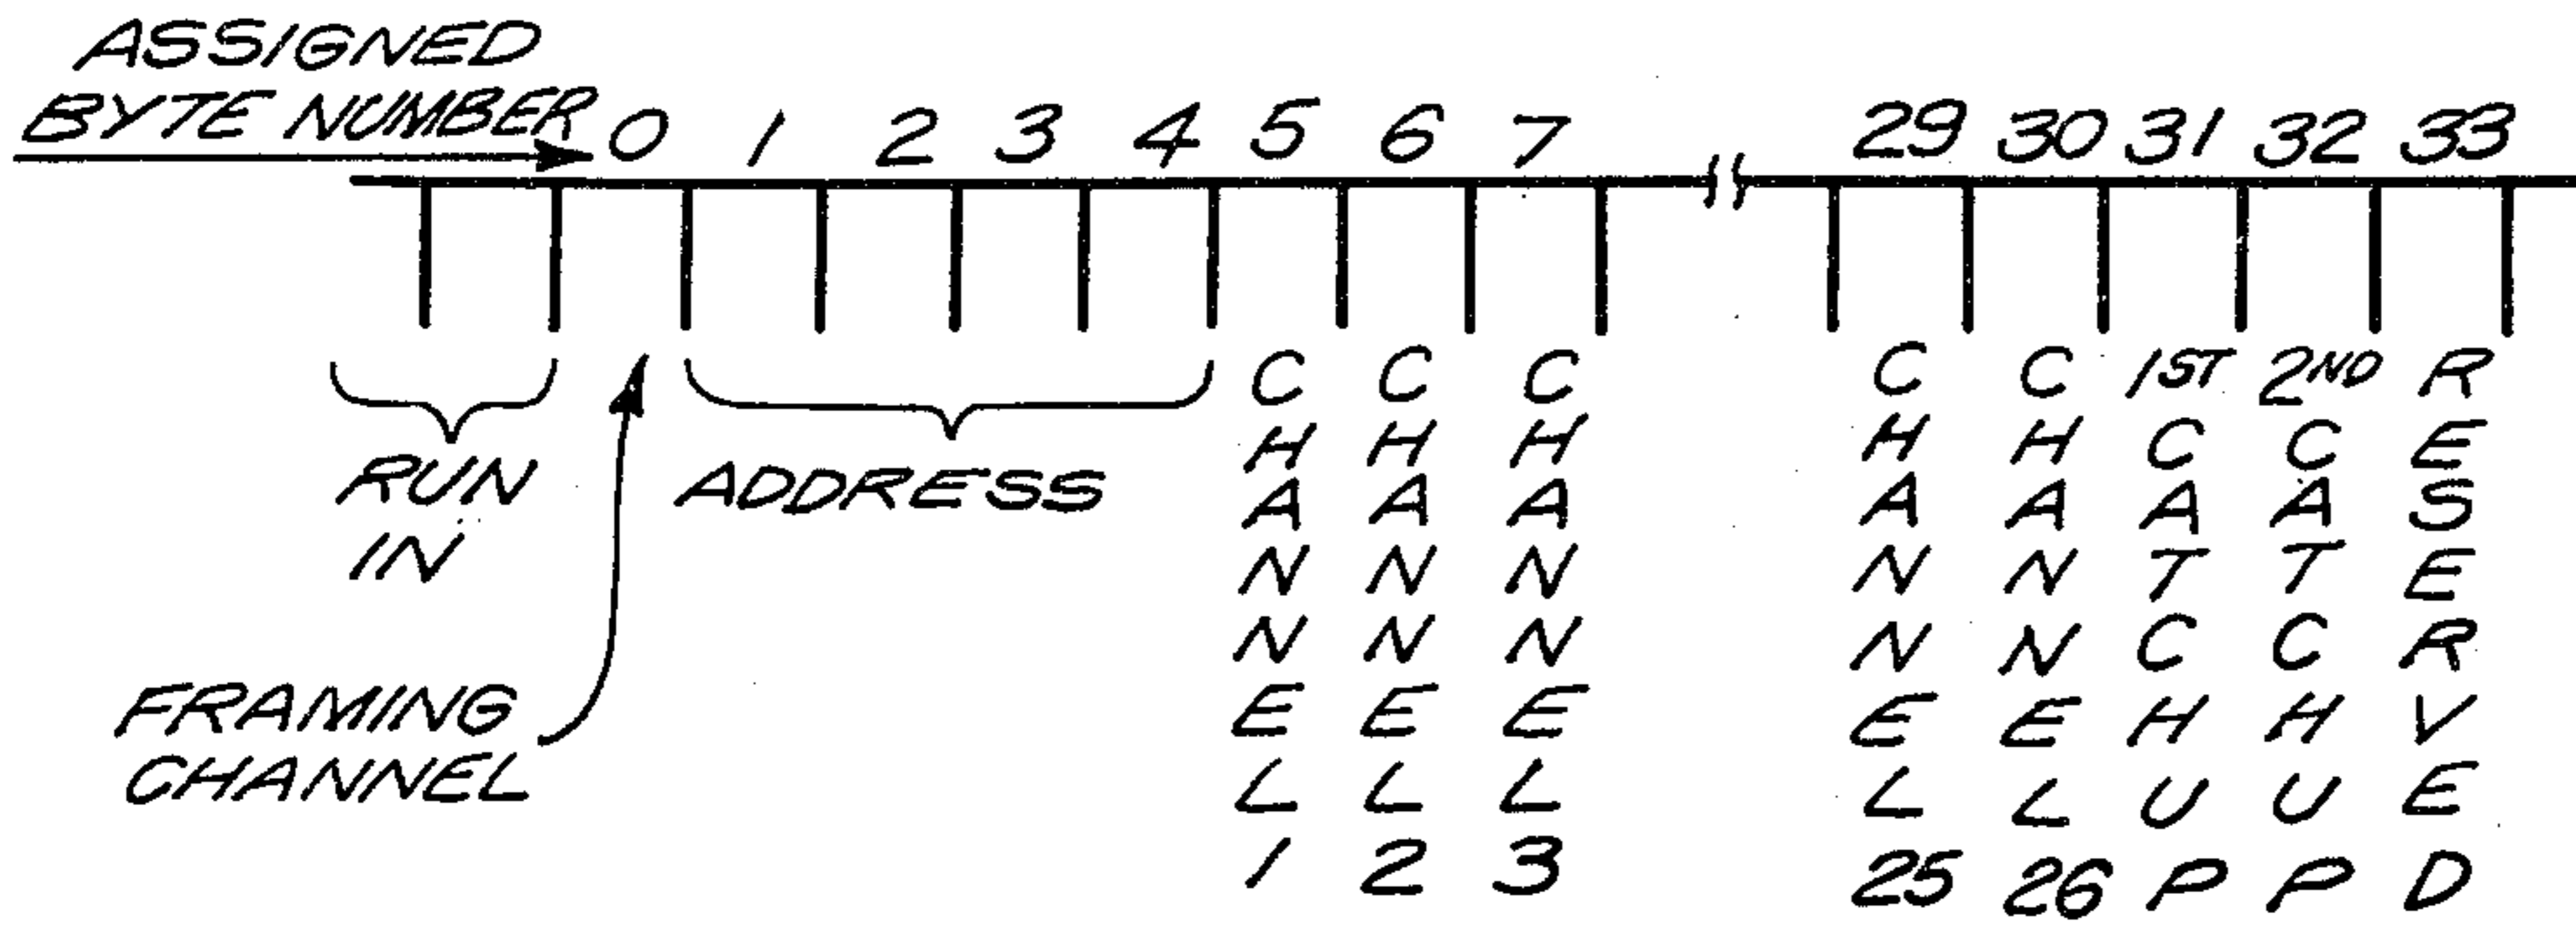 ASSIGNED
BYTE NUMBER 0 1 2 3 4 5 6 7 29 30 31 32 33
RUN
IN
FRAMING
CHANNEL
ADDRESS
CHANNEL 1
CHANNEL 2
CHANNEL 3
CHANNEL 25
CHANNEL 26
1ST CATCHUP
2ND CATCHUP
RESERVED